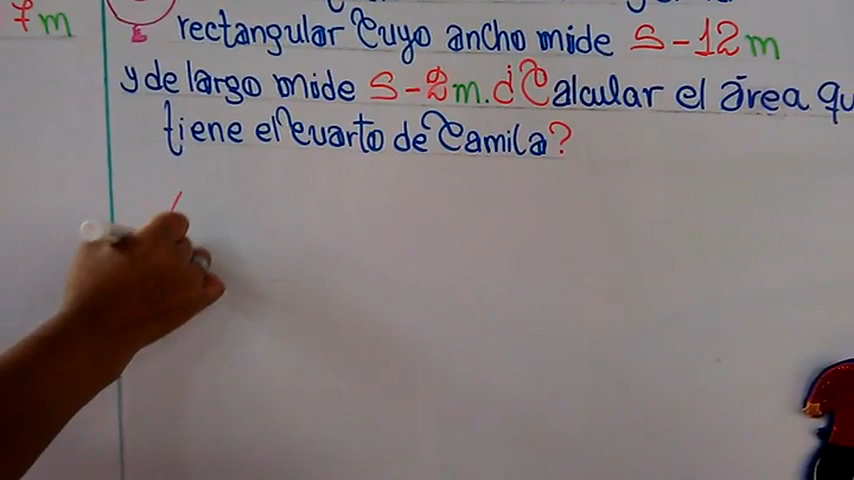 7m
rectangular cuyo ancho mide S-12m
y de largo mide S-2m. ¿Calcular el área qu
tiene el cuarto de Camila?